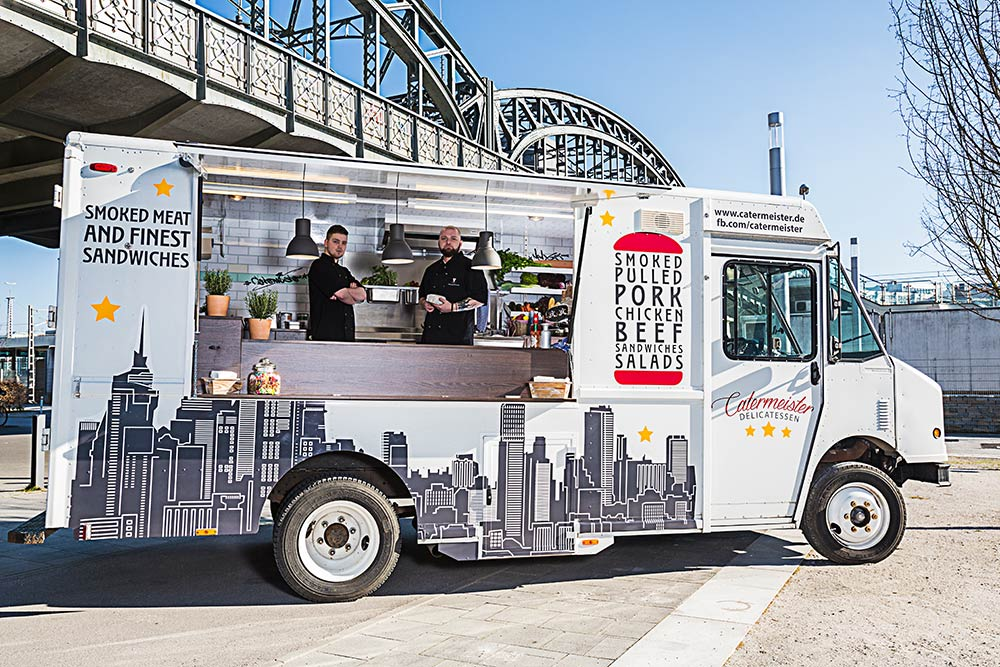 SMOKED MEAT
AND FINEST
SANDWICHES
SMOKED
PULLED
PORK
CHICKEN
BEEF
SANDWICHES
SALADS
www.catermeister.de
fb.com/catermeister
Catermeister
DELICATESSEN